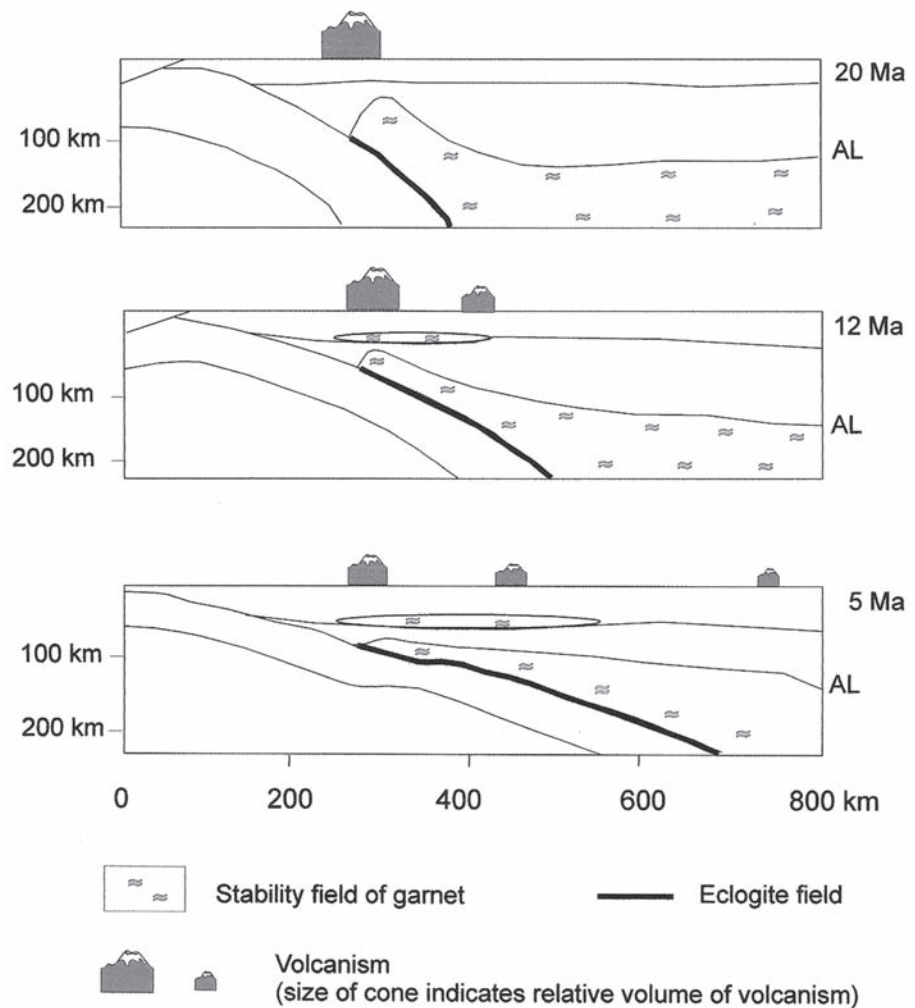 20 Ma
100 km
AL
200 km
12 Ma
100 km
AL
200 km
5 Ma
100 km
AL
200 km
0 200 400 600 800 km
Stability field of garnet
Eclogite field
Volcanism
(size of cone indicates relative volume of volcanism)